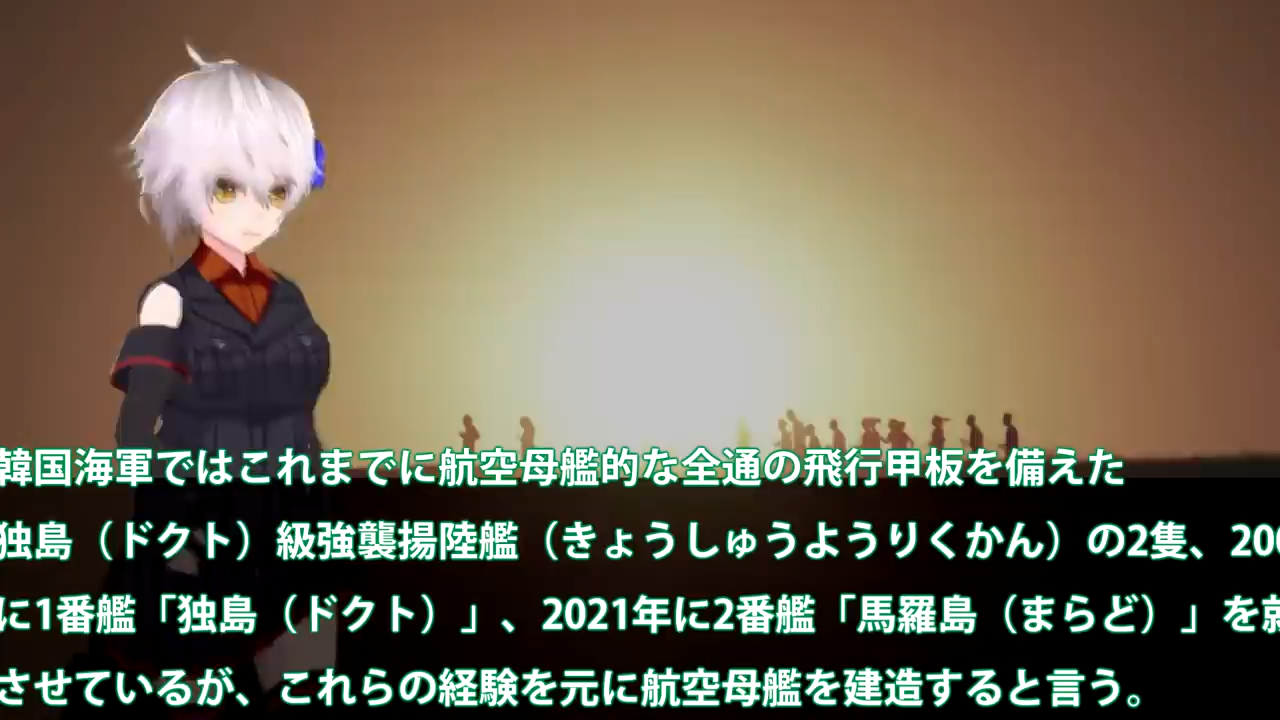 韓国海軍ではこれまでに航空母艦的な全通の飛行甲板を備えた
独島（ドクト）級強襲揚陸艦（きょうしゅうようりくかん）の2隻、200
に1番艦「独島（ドクト）」、2021年に2番艦「馬羅島（まらど）」を就
させているが、これらの経験を元に航空母艦を建造すると言う。